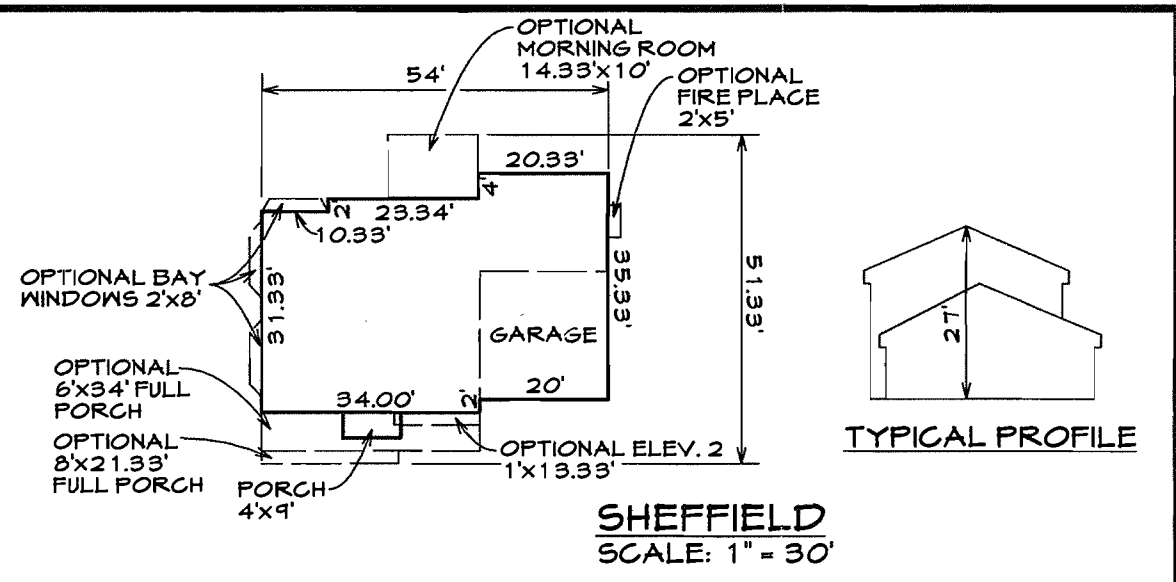 OPTIONAL
MORNING ROOM
14.33'x10'
54'
OPTIONAL
FIRE PLACE
2'x5'
20.33'
4'
2'
23.34'
10.33'
OPTIONAL BAY
WINDOWS 2'x8'
31.33'
35.33'
51.33'
GARAGE
27'
OPTIONAL
6'x34' FULL
PORCH
34.00'
2'
20'
OPTIONAL
8'x21.33'
FULL PORCH
PORCH
4'x9'
OPTIONAL ELEV. 2
1'x13.33'
TYPICAL PROFILE
SHEFFIELD
SCALE: 1" = 30'